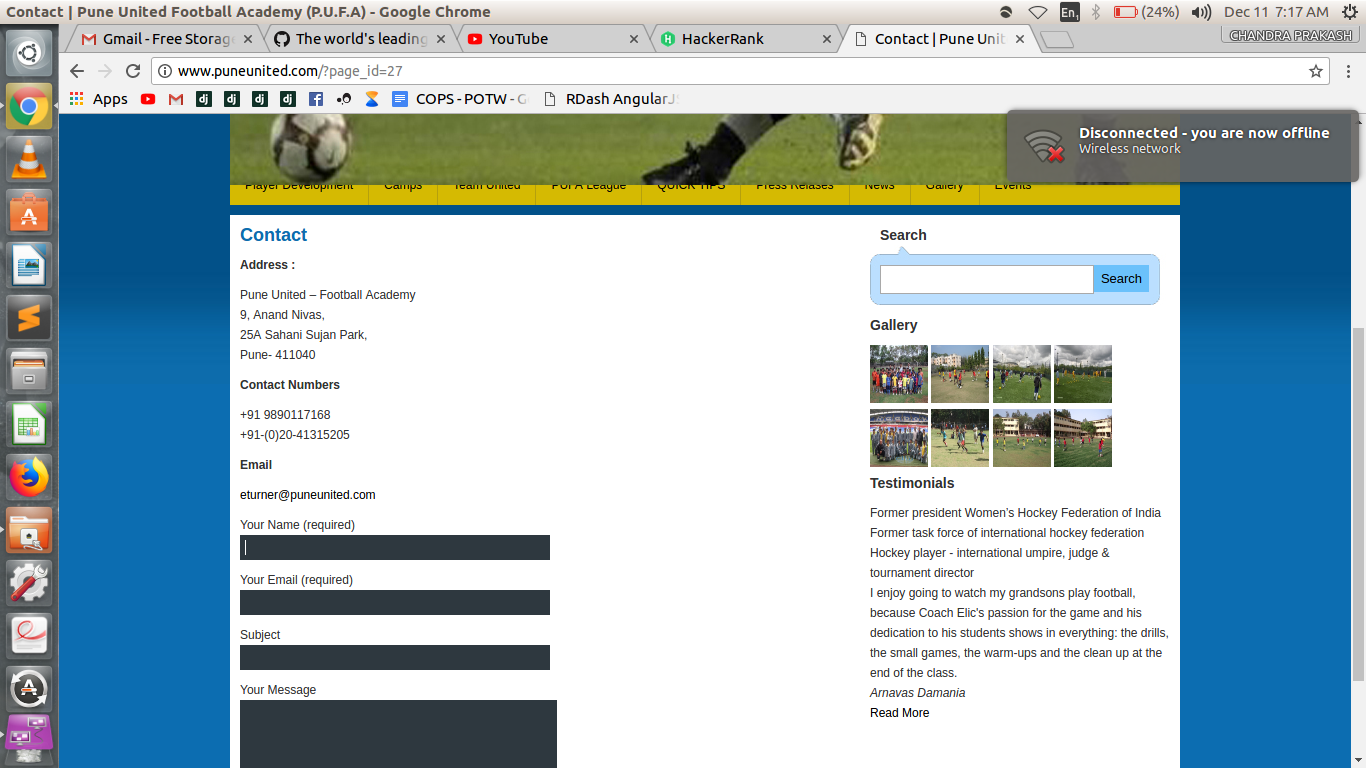 Contact | Pune United Football Academy (P.U.F.A) - Google Chrome
En1
(24%)
Dec 11 7:17 AM
Gmail - Free Storag
The world's leading
YouTube
HackerRank
Contact | Pune Unit
CHANDRA PRAKASH
www.puneunited.com/?page_id=27
Apps
dj
dj
dj
dj
COPS - POTW - G
RDash AngularJS
Disconnected - you are now offline
Wireless network
Player Development
Camps
Team United
PUFA League
QUICK TIPS
Press Relases
News
Gallery
Events
Contact
Address :
Pune United – Football Academy
9, Anand Nivas,
25A Sahani Sujan Park,
Pune- 411040
Contact Numbers
+91 9890117168
+91-(0)20-41315205
Email
eturner@puneunited.com
Your Name (required)
Your Email (required)
Subject
Your Message
Search
Search
Gallery
Testimonials
Former president Women's Hockey Federation of India
Former task force of international hockey federation
Hockey player - international umpire, judge &
tournament director
I enjoy going to watch my grandsons play football,
because Coach Elic's passion for the game and his
dedication to his students shows in everything: the drills,
the small games, the warm-ups and the clean up at the
end of the class.
Arnavas Damania
Read More